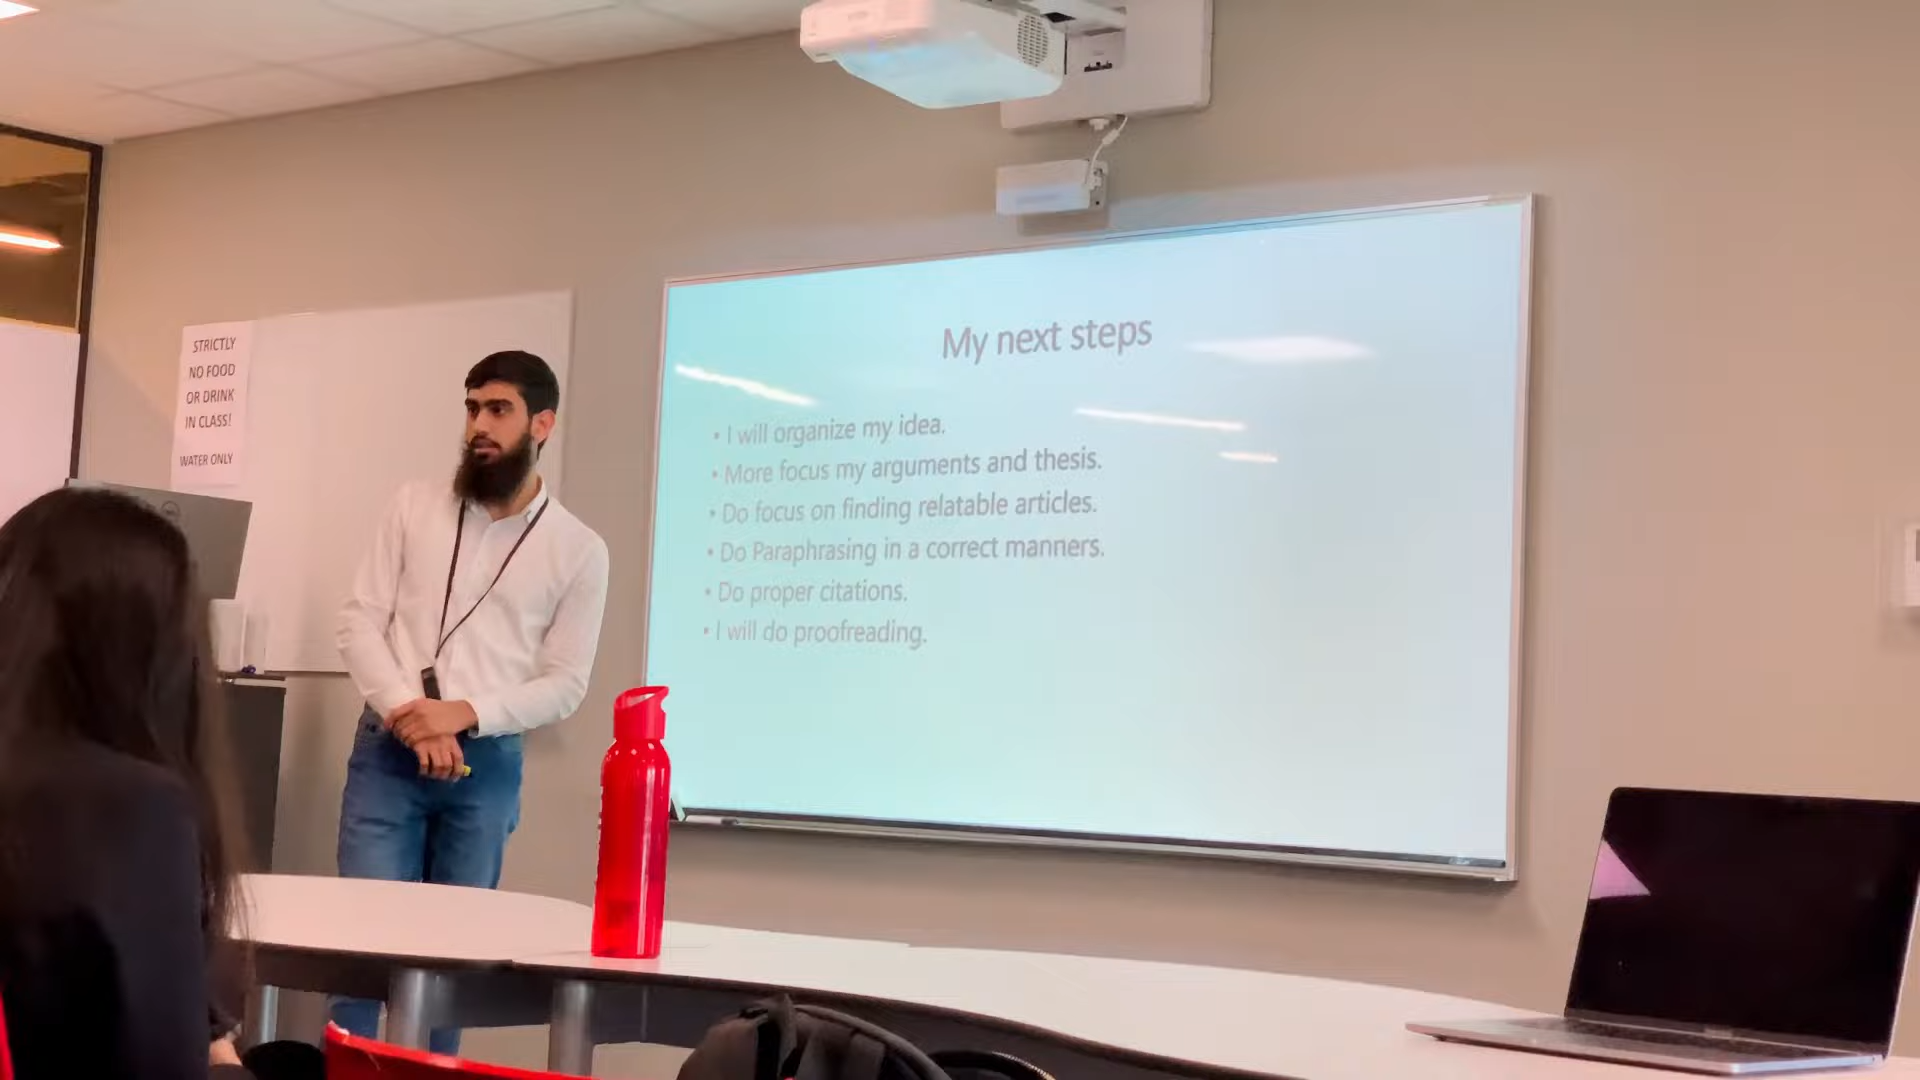 STRICTLY
NO FOOD
OR DRINK
IN CLASS!
WATER ONLY
My next steps
• I will organize my idea.
• More focus my arguments and thesis.
• Do focus on finding relatable articles.
• Do Paraphrasing in a correct manners.
• Do proper citations.
• I will do proofreading.